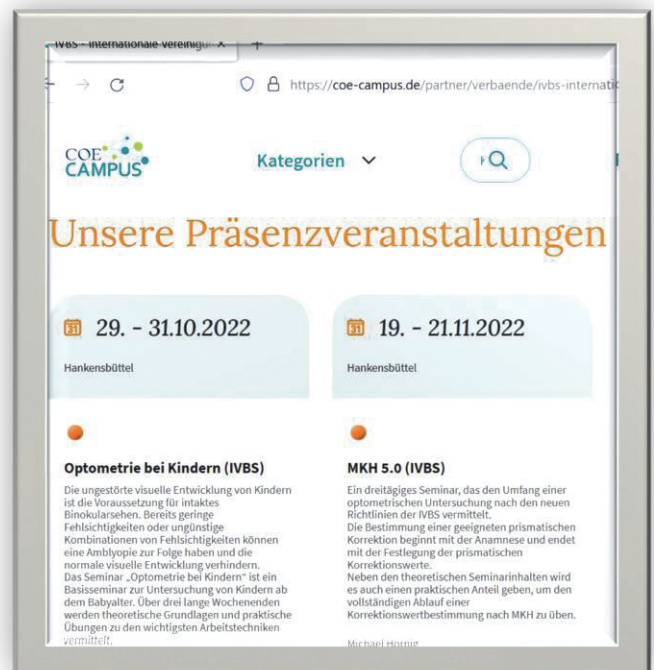 IVBS - Internationale Vereinigu
https://coe-campus.de/partner/verbaende/ivbs-internatio
COE
CAMPUS
Kategorien
Unsere Präsenzveranstaltungen
29. - 31.10.2022
Hankensbüttel
Optometrie bei Kindern (IVBS)
Die ungestörte visuelle Entwicklung von Kindern
ist die Voraussetzung für intaktes
Binokularsehen. Bereits geringe
Fehlsichtigkeiten oder ungünstige
Kombinationen von Fehlsichtigkeiten können
eine Amblyopie zur Folge haben und die
normale visuelle Entwicklung verhindern.
Das Seminar „Optometrie bei Kindern" ist ein
Basisseminar zur Untersuchung von Kindern ab
dem Babyalter. Über drei lange Wochenenden
werden theoretische Grundlagen und praktische
Übungen zu den wichtigsten Arbeitstechniken
vermittelt.
19. - 21.11.2022
Hankensbüttel
MKH 5.0 (IVBS)
Ein dreitägiges Seminar, das den Umfang einer
optometrischen Untersuchung nach den neuen
Richtlinien der IVBS vermittelt.
Die Bestimmung einer geeigneten prismatischen
Korrektion beginnt mit der Anamnese und endet
mit der Festlegung der prismatischen
Korrektionswerte.
Neben den theoretischen Seminarinhalten wird
es auch einen praktischen Anteil geben, um den
vollständigen Ablauf einer
Korrektionswertbestimmung nach MKH zu üben.
Michael Hornig